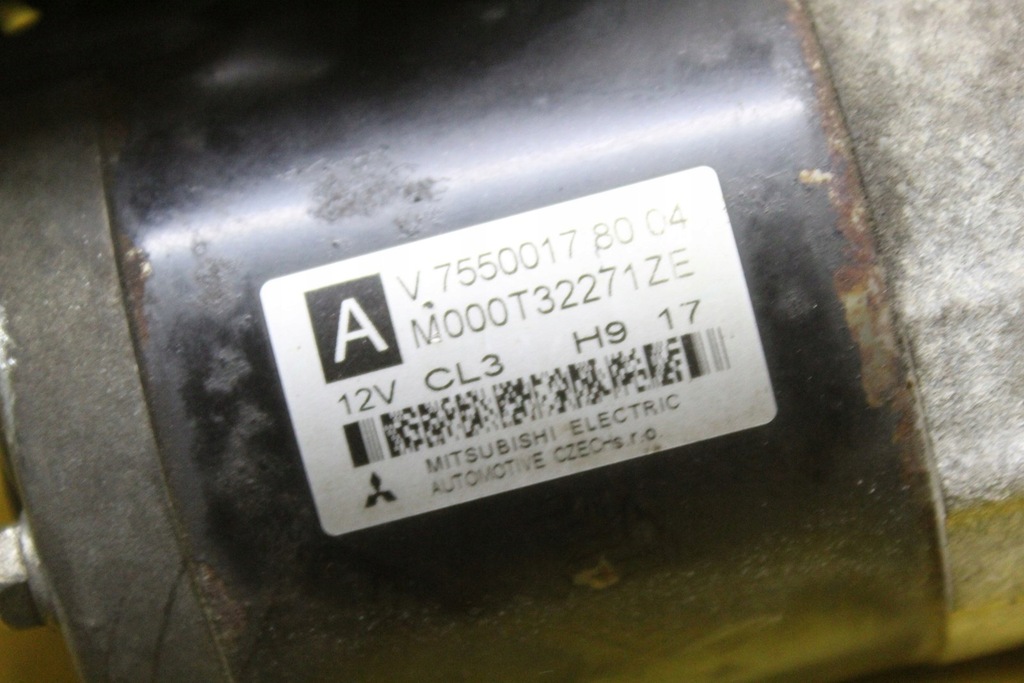 A
V 7550017 80 04
M000T32271ZE
12V CL3 H9 17
MITSUBISHI ELECTRIC
AUTOMOTIVE CZECH s.r.o.